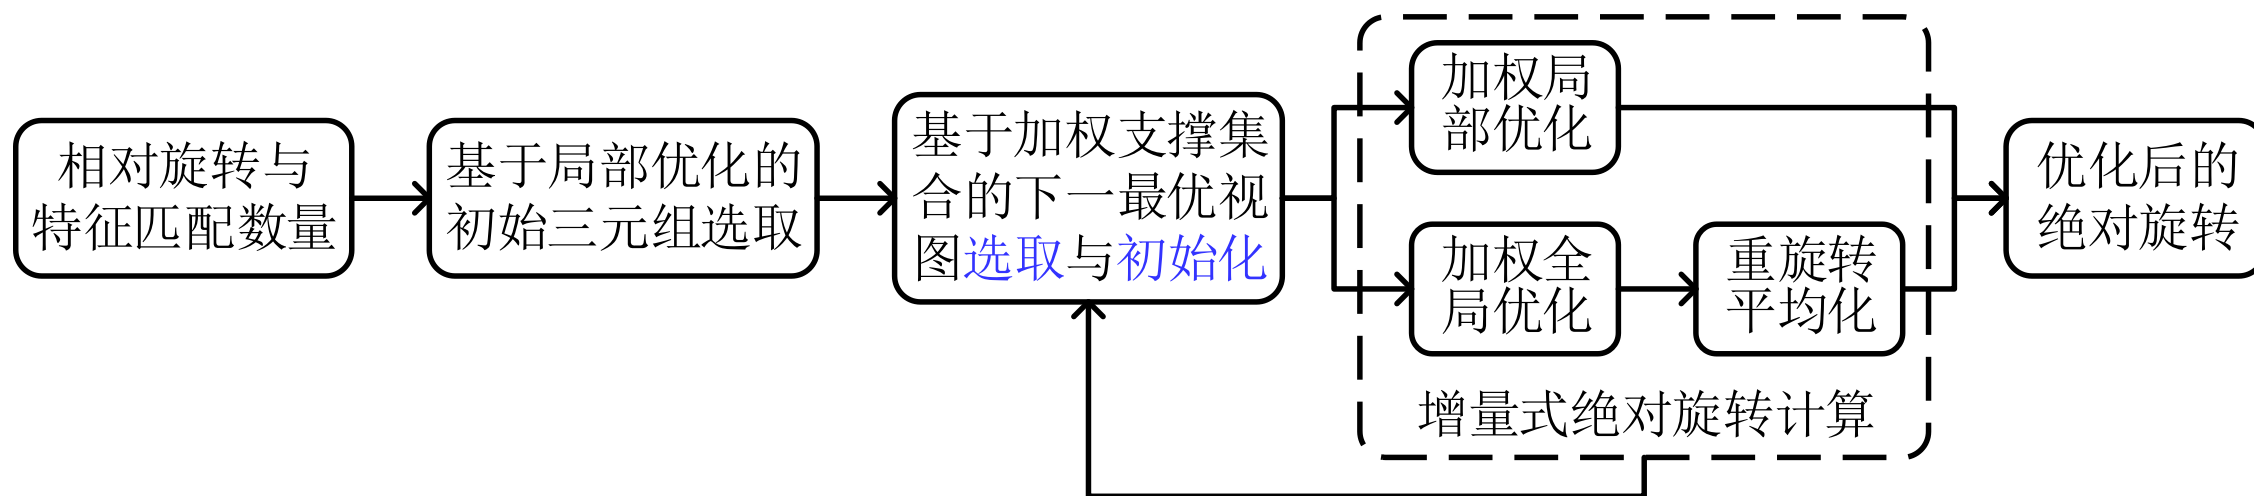 相对旋转与
特征匹配数量
基于局部优化的
初始三元组选取
基于加权支撑集
合的下一最优视
图选取与初始化
加权局
部优化
加权全
局优化
重旋转
平均化
增量式绝对旋转计算
优化后的
绝对旋转